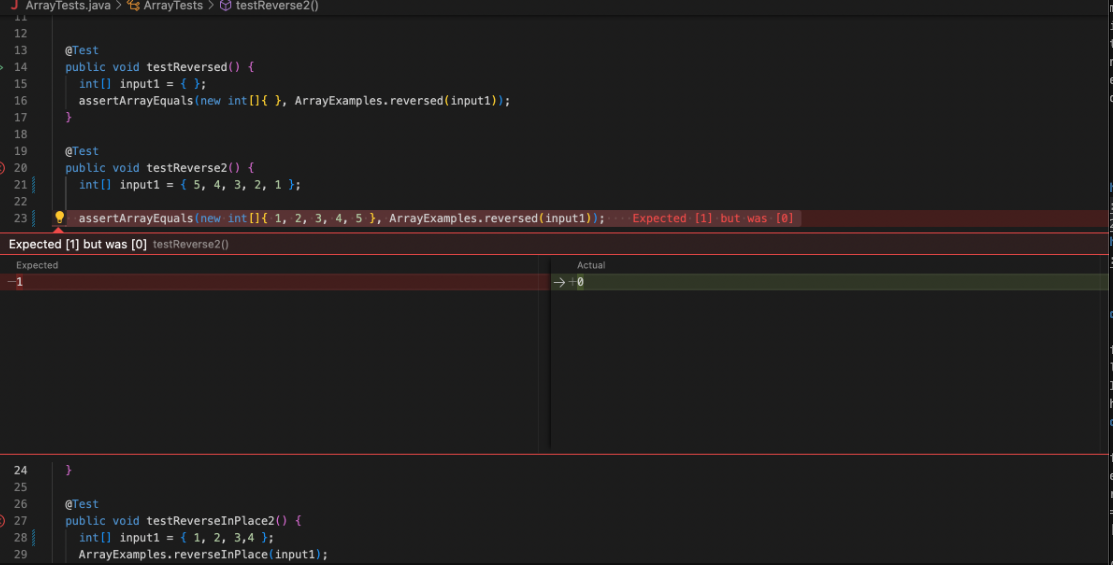 ArrayTests.java > ArrayTests > testReverse2()
11
12
13 @Test
14 public void testReversed() {
15 int[] input1 = { };
16 assertArrayEquals(new int[]{ }, ArrayExamples.reversed(input1));
17 }
18
19 @Test
20 public void testReverse2() {
21 int[] input1 = { 5, 4, 3, 2, 1 };
22
23 assertArrayEquals(new int[]{ 1, 2, 3, 4, 5 }, ArrayExamples.reversed(input1)); Expected [1] but was [0]
Expected [1] but was [0] testReverse2()
Expected Actual
−1 → +0
24 }
25
26 @Test
27 public void testReverseInPlace2() {
28 int[] input1 = { 1, 2, 3,4 };
29 ArrayExamples.reverseInPlace(input1);